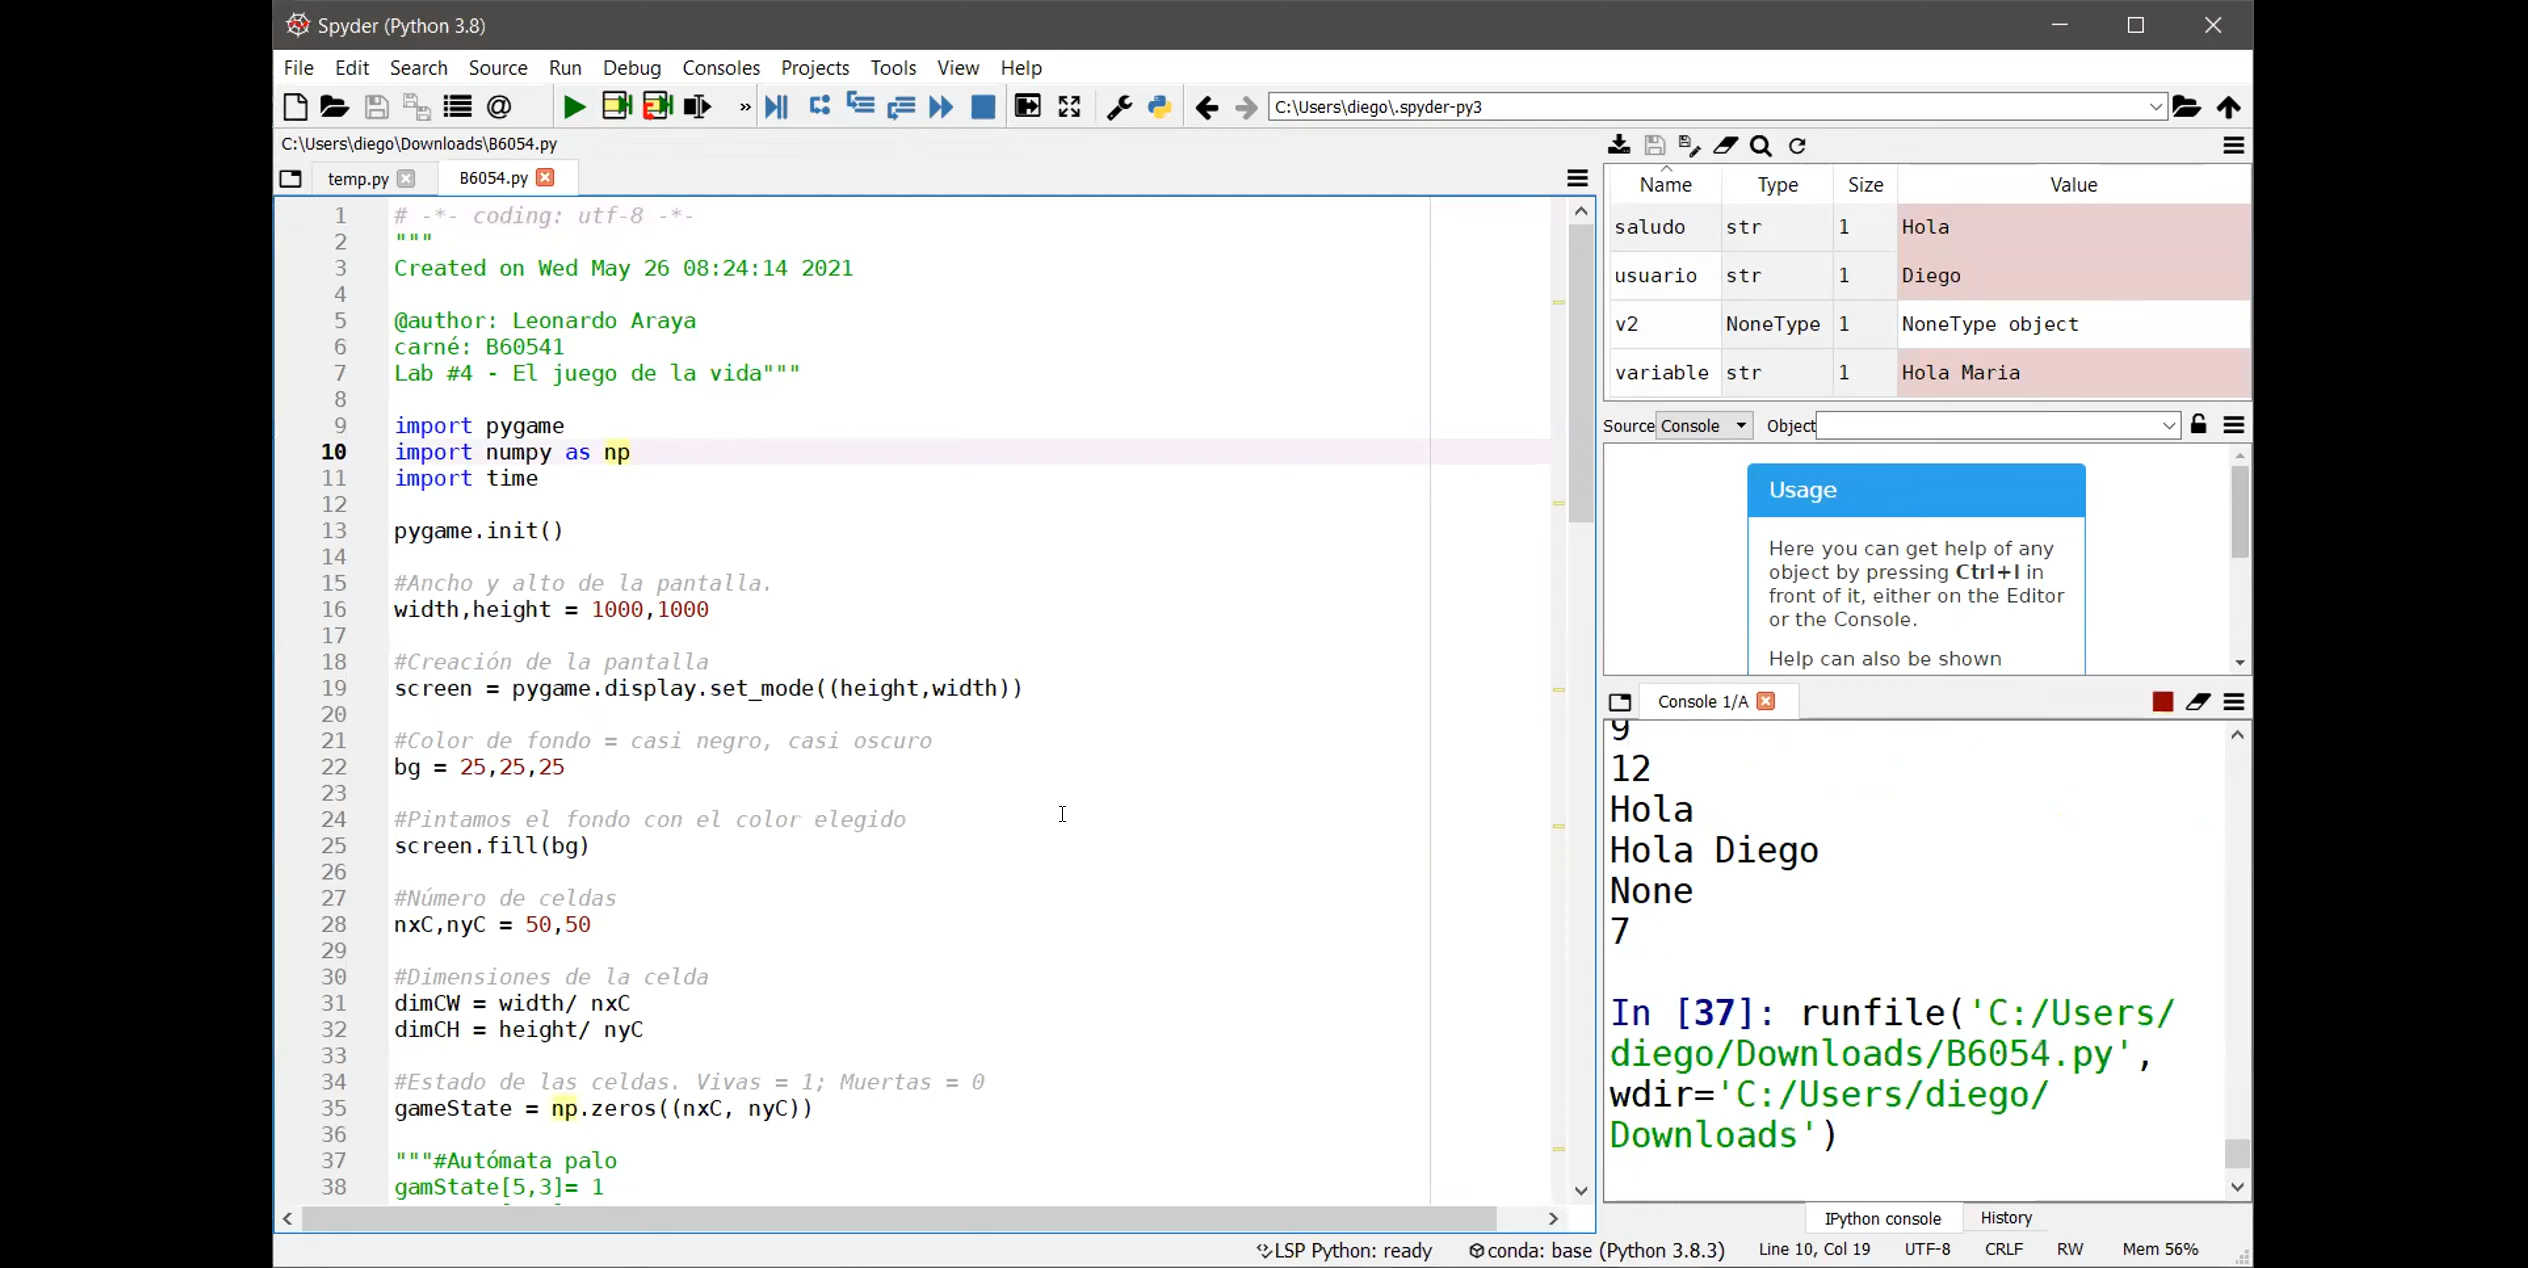 Spyder (Python 3.8)
File Edit Search Source Run Debug Consoles Projects Tools View Help
C:\Users\diego\.spyder-py3
C:\Users\diego\Downloads\B6054.py
temp.py
B6054.py
1 # -*- coding: utf-8 -*-
2 """
3 Created on Wed May 26 08:24:14 2021
4
5 @author: Leonardo Araya
6 carné: B60541
7 Lab #4 - El juego de la vida"""
8
9 import pygame
10 import numpy as np
11 import time
12
13 pygame.init()
14
15 #Ancho y alto de la pantalla.
16 width,height = 1000,1000
17
18 #Creación de la pantalla
19 screen = pygame.display.set_mode((height,width))
20
21 #Color de fondo = casi negro, casi oscuro
22 bg = 25,25,25
23
24 #Pintamos el fondo con el color elegido
25 screen.fill(bg)
26
27 #Número de celdas
28 nxC,nyC = 50,50
29
30 #Dimensiones de la celda
31 dimCW = width/ nxC
32 dimCH = height/ nyC
33
34 #Estado de las celdas. Vivas = 1; Muertas = 0
35 gameState = np.zeros((nxC, nyC))
36
37 """#Autómata palo
38 gamState[5,3]= 1
Name Type Size Value
saludo str 1 Hola
usuario str 1 Diego
v2 NoneType 1 NoneType object
variable str 1 Hola Maria
Source Console Object
Usage
Here you can get help of any
object by pressing Ctrl+I in
front of it, either on the Editor
or the Console.
Help can also be shown
Console 1/A
9
12
Hola
Hola Diego
None
7
In [37]: runfile('C:/Users/
diego/Downloads/B6054.py',
wdir='C:/Users/diego/
Downloads')
IPython console History
LSP Python: ready conda: base (Python 3.8.3) Line 10, Col 19 UTF-8 CRLF RW Mem 56%